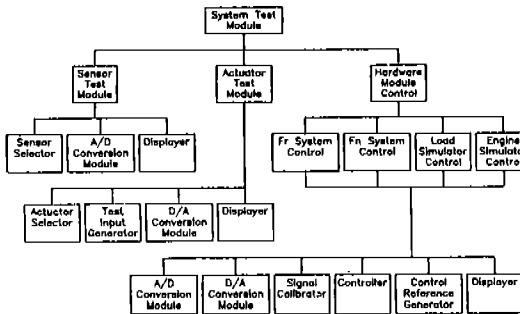 System Test
Module
Sensor
Test
Module
Actuator
Test
Module
Hardware
Module
Control
Sensor
Selector
A/D
Conversion
Module
Displayer
Fr System
Control
Fn System
Control
Load
Simulator
Control
Engine
Simulator
Control
Actuctor
Selector
Test
Input
Generator
D/A
Conversion
Module
Displayer
A/D
Conversion
Module
D/A
Conversion
Module
Signal
Calibrator
Controller
Control
Reference
Generator
Displayer